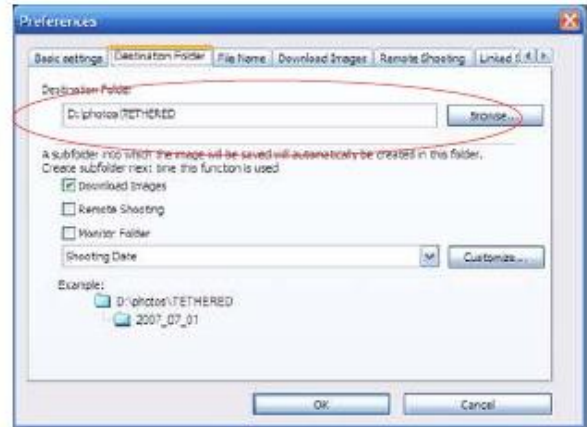 Preferences
Basic settings Destination Folder File Name Download Images Remote Shooting Linked
Destination Folder
D:\photos\TETHERED Browse...
A subfolder into which the image will be saved will automatically be created in this folder.
Create subfolder next time this function is used
Download Images
Remote Shooting
Monitor Folder
Shooting Date Customize...
Example:
D:\photos\TETHERED
2007_07_01
OK Cancel